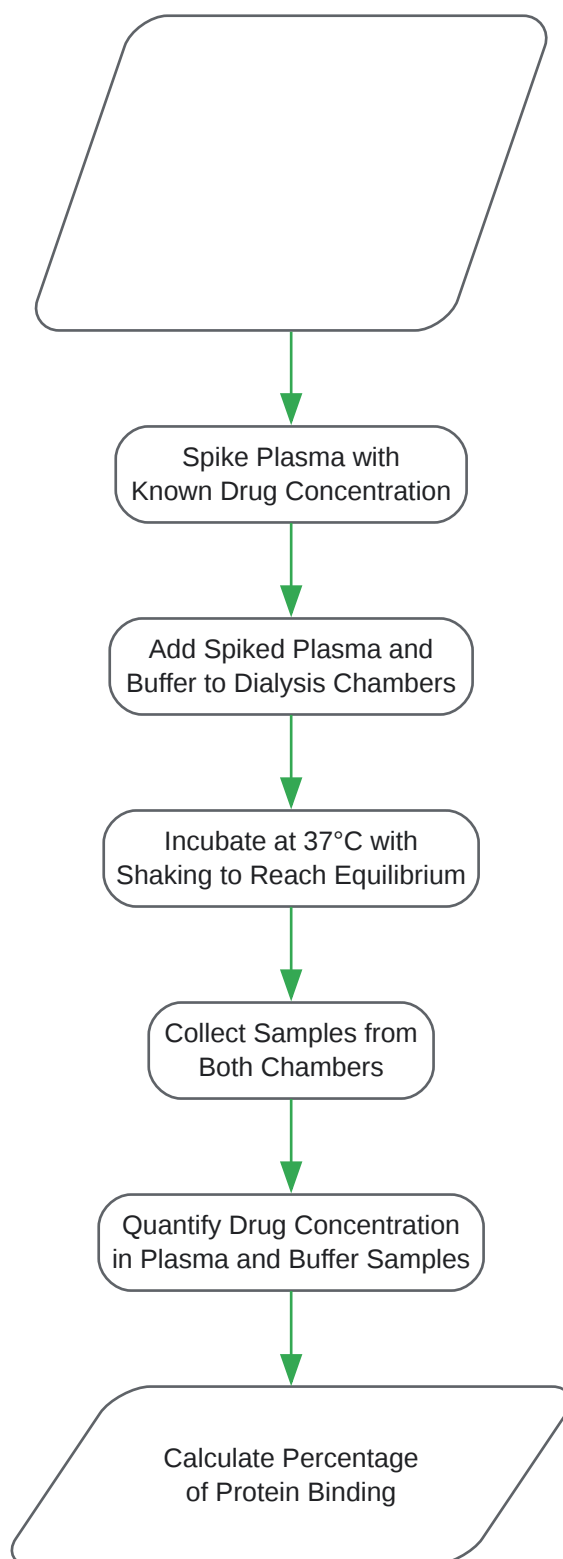 Spike Plasma with
Known Drug Concentration
Add Spiked Plasma and
Buffer to Dialysis Chambers
Incubate at 37°C with
Shaking to Reach Equilibrium
Collect Samples from
Both Chambers
Quantify Drug Concentration
in Plasma and Buffer Samples
Calculate Percentage
of Protein Binding